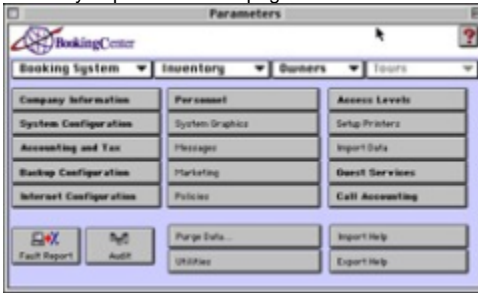 Parameters
BookingCenter
?
Booking System Inventory Owners Tours
Company Information Personnel Access Levels
System Configuration System Graphics Setup Printers
Accounting and Tax Messages Import Data
Backup Configuration Marketing Guest Services
Internet Configuration Policies Call Accounting
Fault Report Audit Purge Data... Import Help
Utilities Export Help